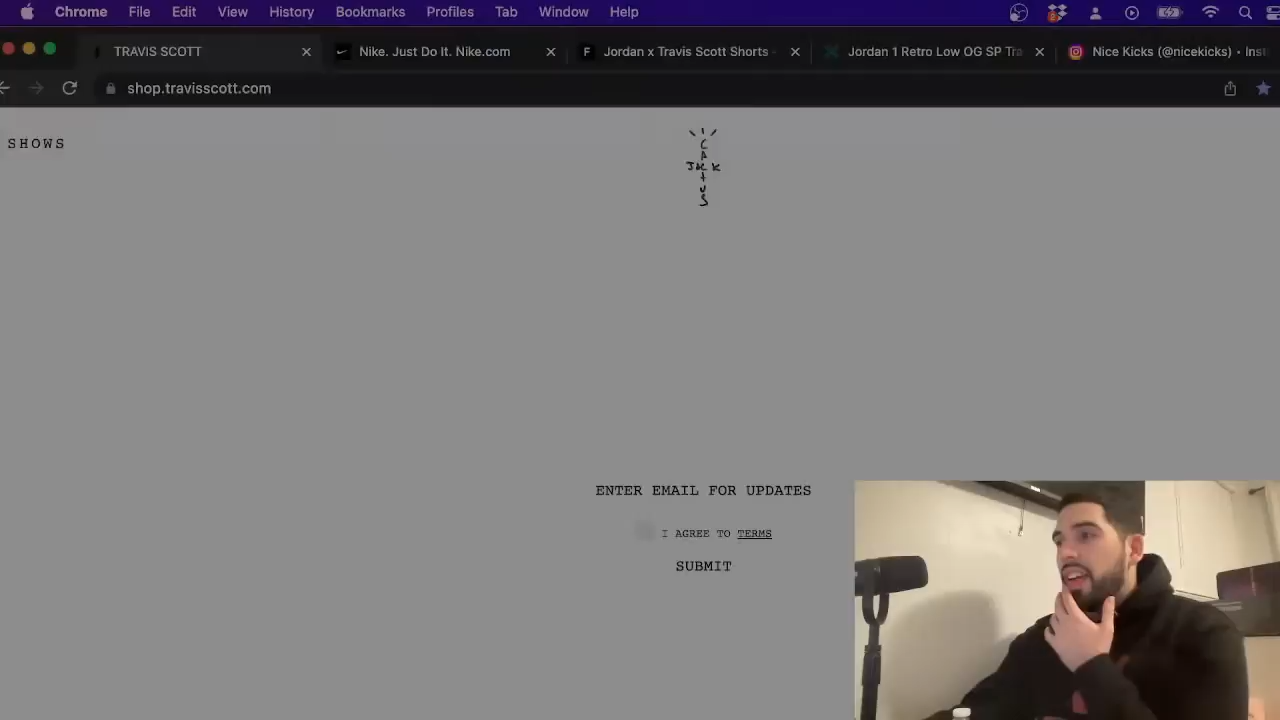 Chrome File Edit View History Bookmarks Profiles Tab Window Help
TRAVIS SCOTT
Nike. Just Do It. Nike.com
Jordan x Travis Scott Shorts -
Jordan 1 Retro Low OG SP Tra
Nice Kicks (@nicekicks) • Inst
shop.travisscott.com
SHOWS
CACTUS
JACK
ENTER EMAIL FOR UPDATES
I AGREE TO TERMS
SUBMIT